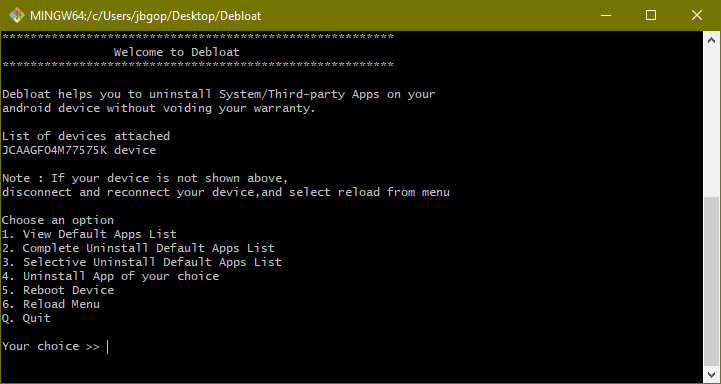 MINGW64:/c/Users/jbgop/Desktop/Debloat
********************************************************
Welcome to Debloat
********************************************************
Debloat helps you to uninstall System/Third-party Apps on your
android device without voiding your warranty.
List of devices attached
JCAAGF04M77575K device
Note : If your device is not shown above,
disconnect and reconnect your device,and select reload from menu
Choose an option
1. View Default Apps List
2. Complete Uninstall Default Apps List
3. Selective Uninstall Default Apps List
4. Uninstall App of your choice
5. Reboot Device
6. Reload Menu
Q. Quit
Your choice >>